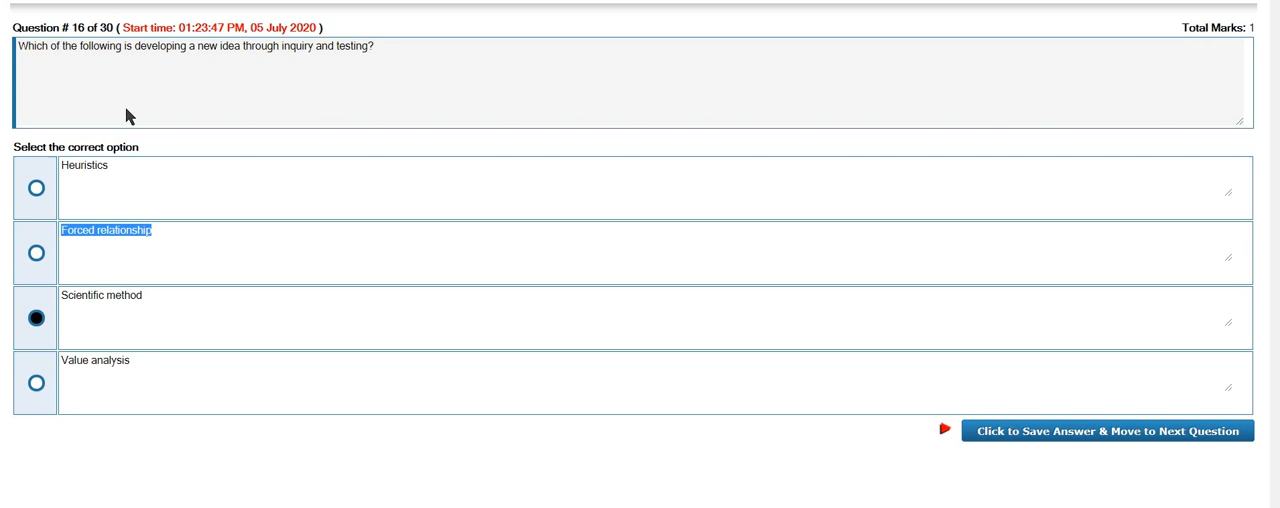 Question # 16 of 30 ( Start time: 01:23:47 PM, 05 July 2020 ) Total Marks: 1
Which of the following is developing a new idea through inquiry and testing?
Select the correct option
Heuristics
Forced relationship
Scientific method
Value analysis
Click to Save Answer & Move to Next Question